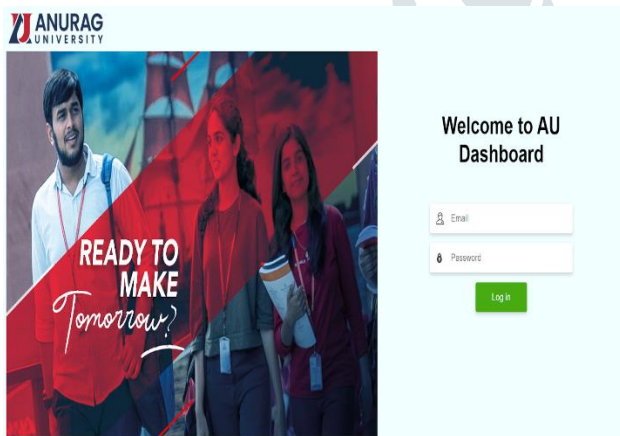 ANURAG
UNIVERSITY
READY TO
MAKE
Tomorrow?
Welcome to AU
Dashboard
Email
Password
Log in